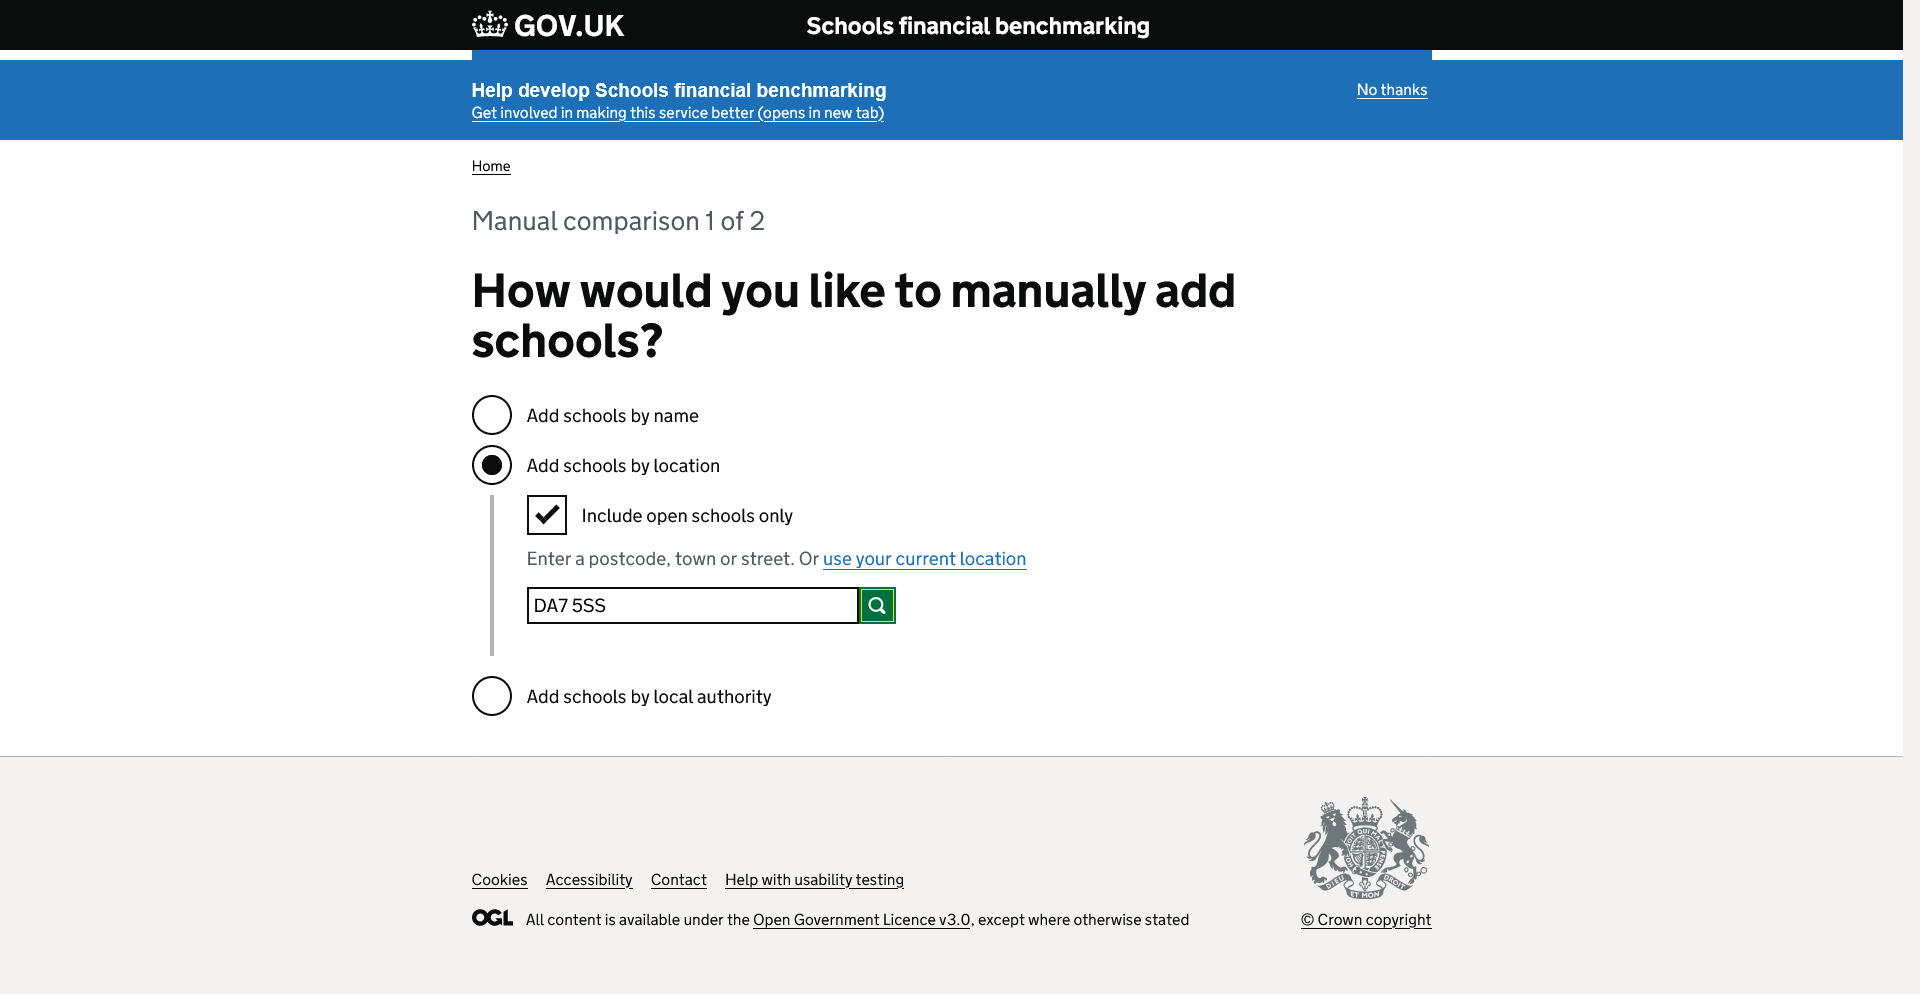 GOV.UK
Schools financial benchmarking
Help develop Schools financial benchmarking
No thanks
Get involved in making this service better (opens in new tab)
Home
Manual comparison 1 of 2
How would you like to manually add
schools?
Add schools by name
Add schools by location
Include open schools only
Enter a postcode, town or street. Or use your current location
DA7 5SS
Add schools by local authority
Cookies Accessibility Contact Help with usability testing
OGL All content is available under the Open Government Licence v3.0, except where otherwise stated
© Crown copyright